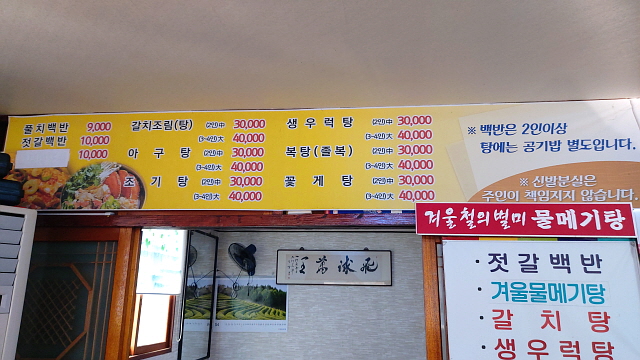 풀치백반 9,000
젓갈백반 10,000
10,000
갈치조림(탕) (2인)中 30,000
(3~4인)大 40,000
아구탕 (2인)中 30,000
(3~4인)大 40,000
조기탕 (2인)中 30,000
(3~4인)大 40,000
생우럭탕 (2인)中 30,000
(3~4인)大 40,000
복탕(졸복) (2인)中 30,000
(3~4인)大 40,000
꽃게탕 (2인)中 30,000
(3~4인)大 40,000
※ 백반은 2인이상
탕에는 공기밥 별도입니다.
※ 신발분실은
주인이 책임지지 않습니다.
겨울철의별미 물메기탕
· 젓갈백반
· 겨울물메기탕
· 갈치탕
· 생우럭탕